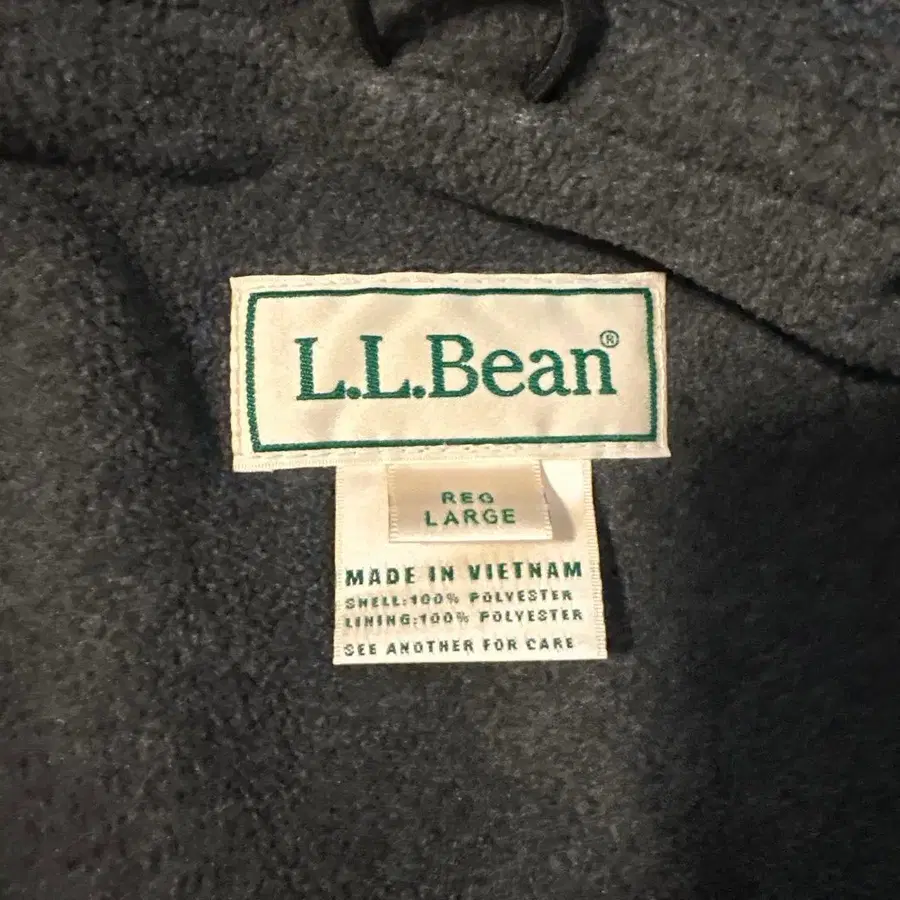 L.L.Bean®
REG
LARGE
MADE IN VIETNAM
SHELL:100% POLYESTER
LINING:100% POLYESTER
SEE ANOTHER FOR CARE